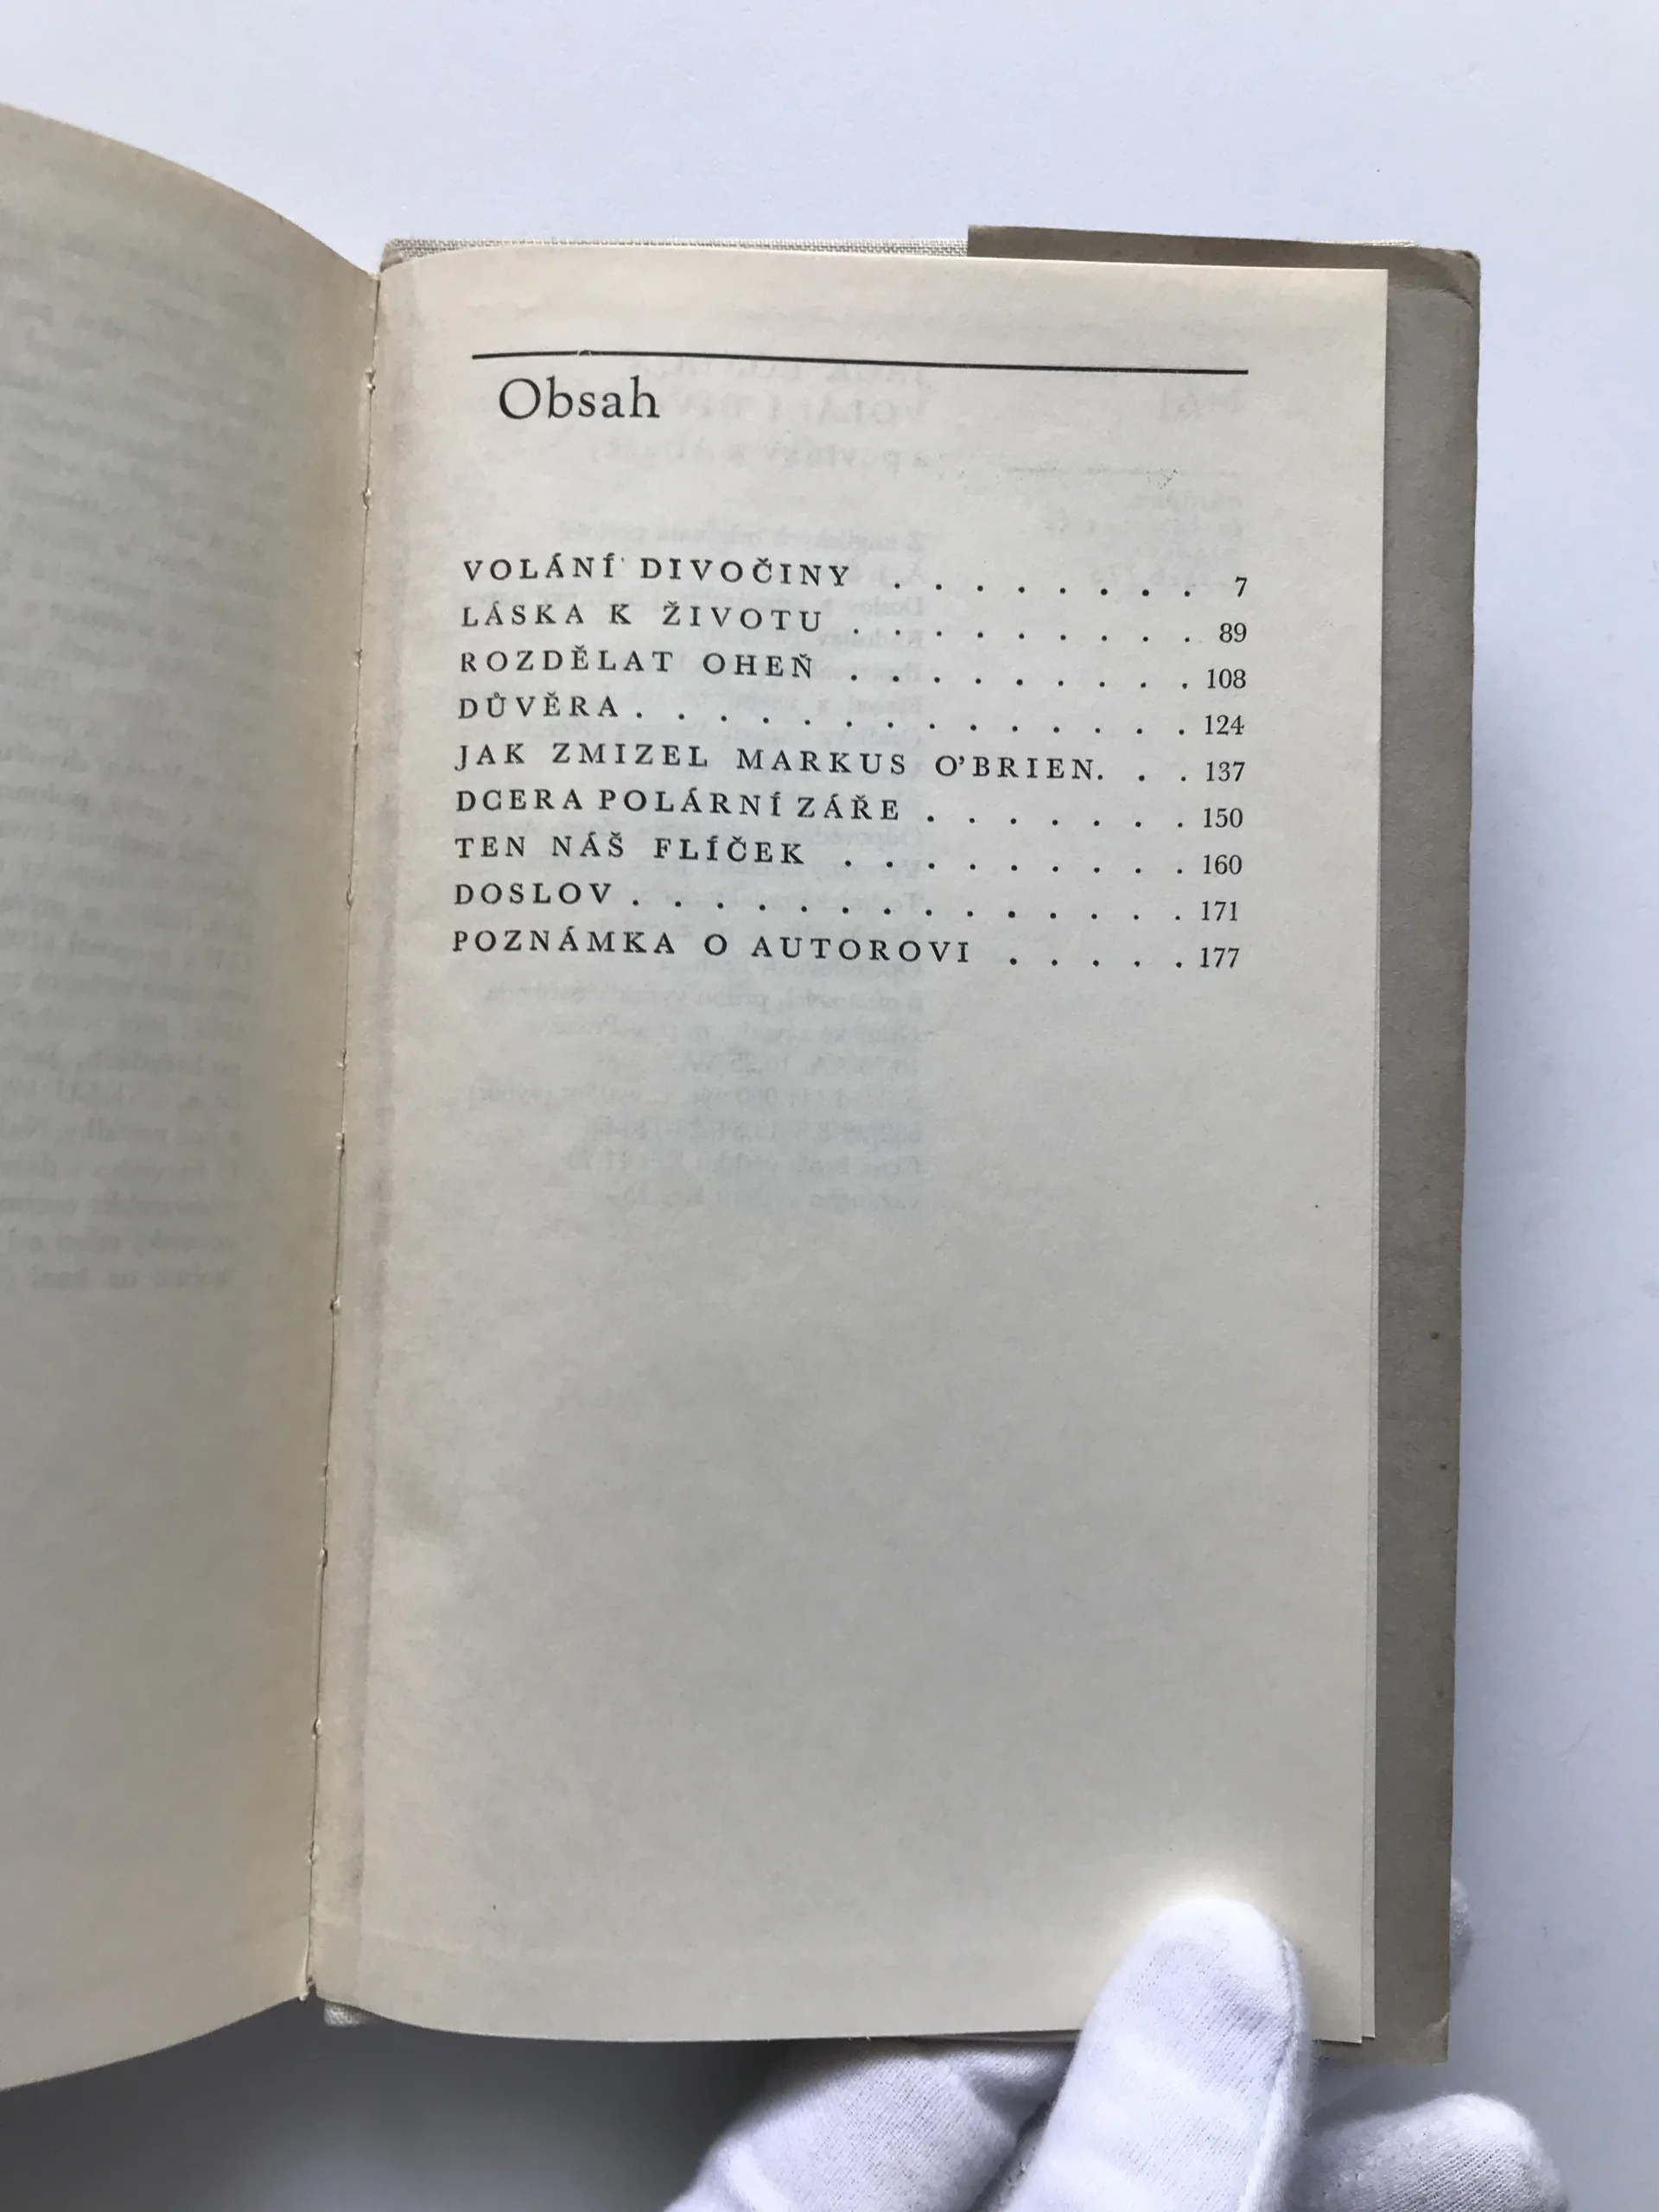 Obsah
VOLÁNÍ DIVOČINY . . . . . . . . 7
LÁSKA K ŽIVOTU . . . . . . . . . 89
ROZDĚLAT OHEŇ . . . . . . . . . 108
DŮVĚRA . . . . . . . . . . . . . . 124
JAK ZMIZEL MARKUS O’BRIEN. . . 137
DCERA POLÁRNÍ ZÁŘE . . . . . . . 150
TEN NÁŠ FLÍČEK . . . . . . . . . 160
DOSLOV . . . . . . . . . . . . . . 171
POZNÁMKA O AUTOROVI . . . . . 177